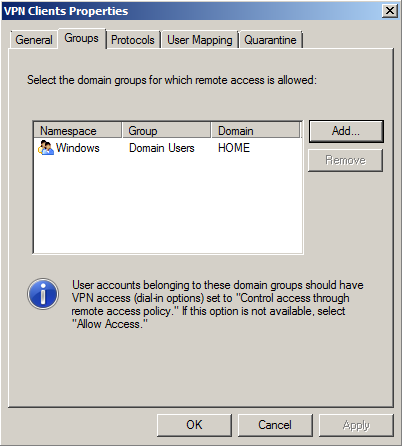 VPN Clients Properties
General Groups Protocols User Mapping Quarantine
Select the domain groups for which remote access is allowed:
Namespace Group Domain
Add...
Windows Domain Users HOME
Remove
User accounts belonging to these domain groups should have
VPN access (dial-in options) set to "Control access through
remote access policy." If this option is not available, select
"Allow Access."
OK Cancel Apply